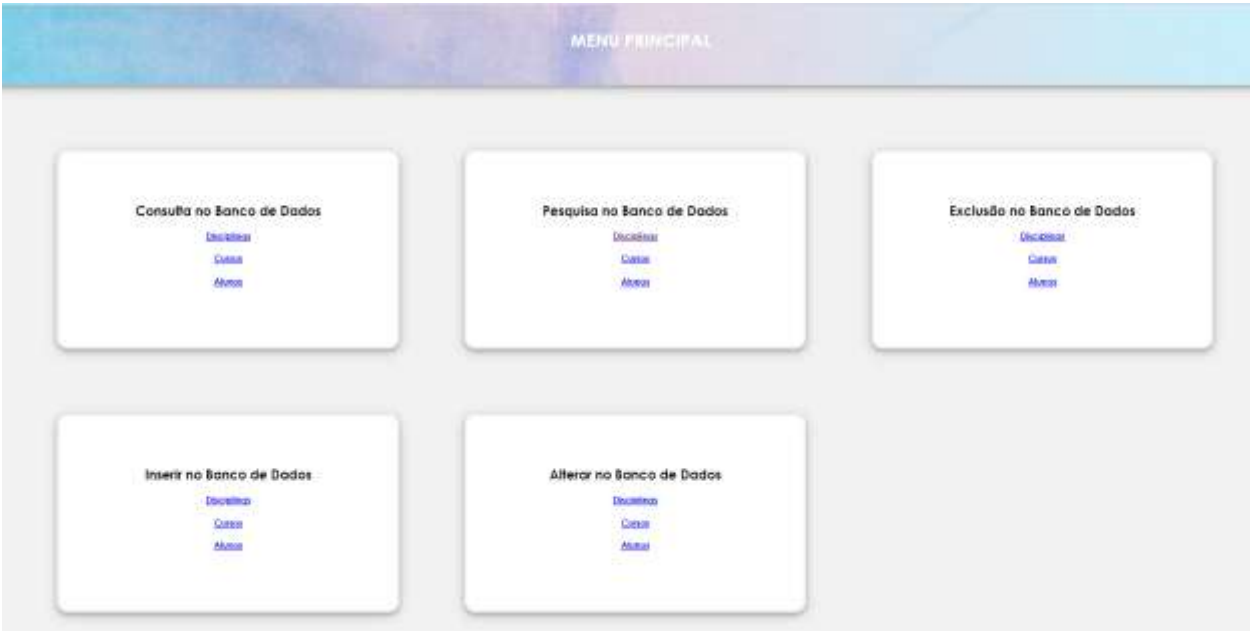 MENU PRINCIPAL
Consulta no Banco de Dados
Disciplinas
Cursos
Alunos
Pesquisa no Banco de Dados
Disciplinas
Cursos
Alunos
Exclusão no Banco de Dados
Disciplinas
Cursos
Alunos
Inserir no Banco de Dados
Disciplinas
Cursos
Alunos
Alterar no Banco de Dados
Disciplinas
Cursos
Alunos